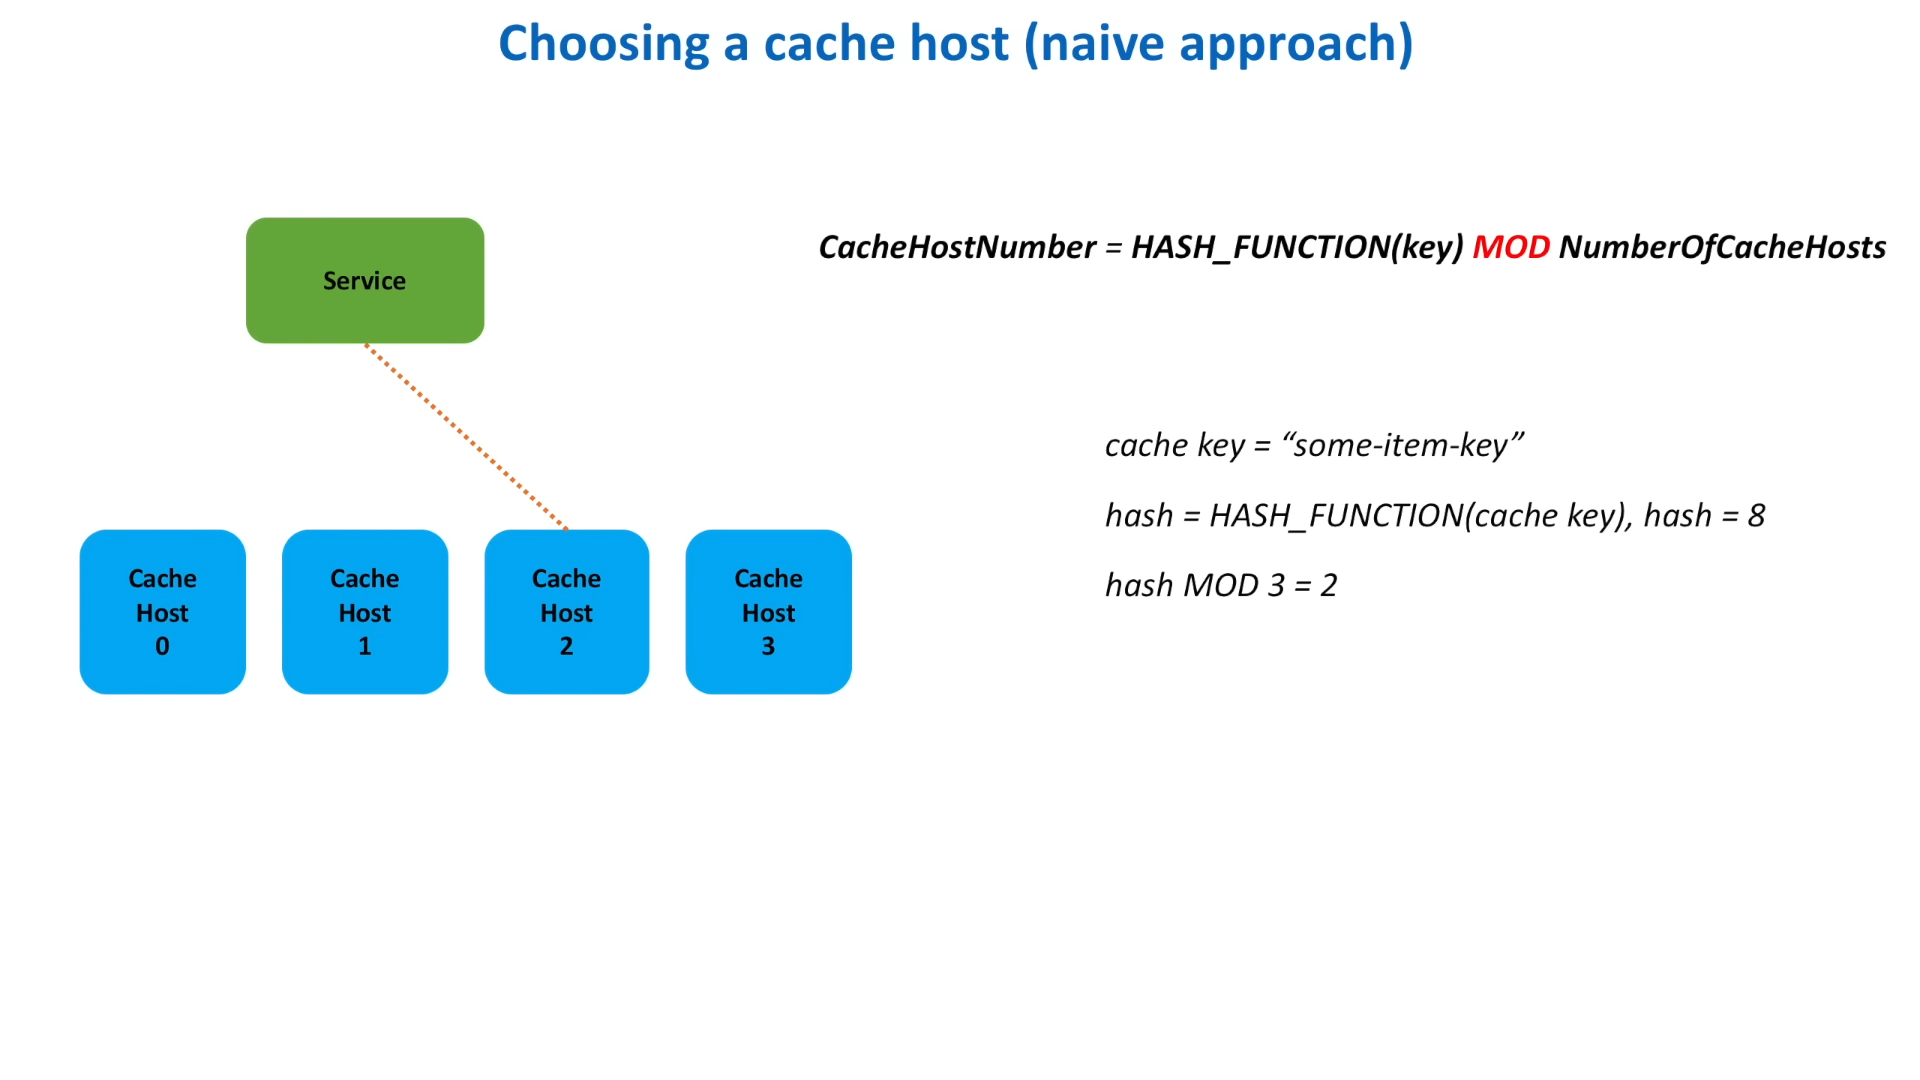 Choosing a cache host (naive approach)
Service
CacheHostNumber = HASH_FUNCTION(key) MOD NumberOfCacheHosts
cache key = “some-item-key”
hash = HASH_FUNCTION(cache key), hash = 8
hash MOD 3 = 2
Cache
Host
0
Cache
Host
1
Cache
Host
2
Cache
Host
3